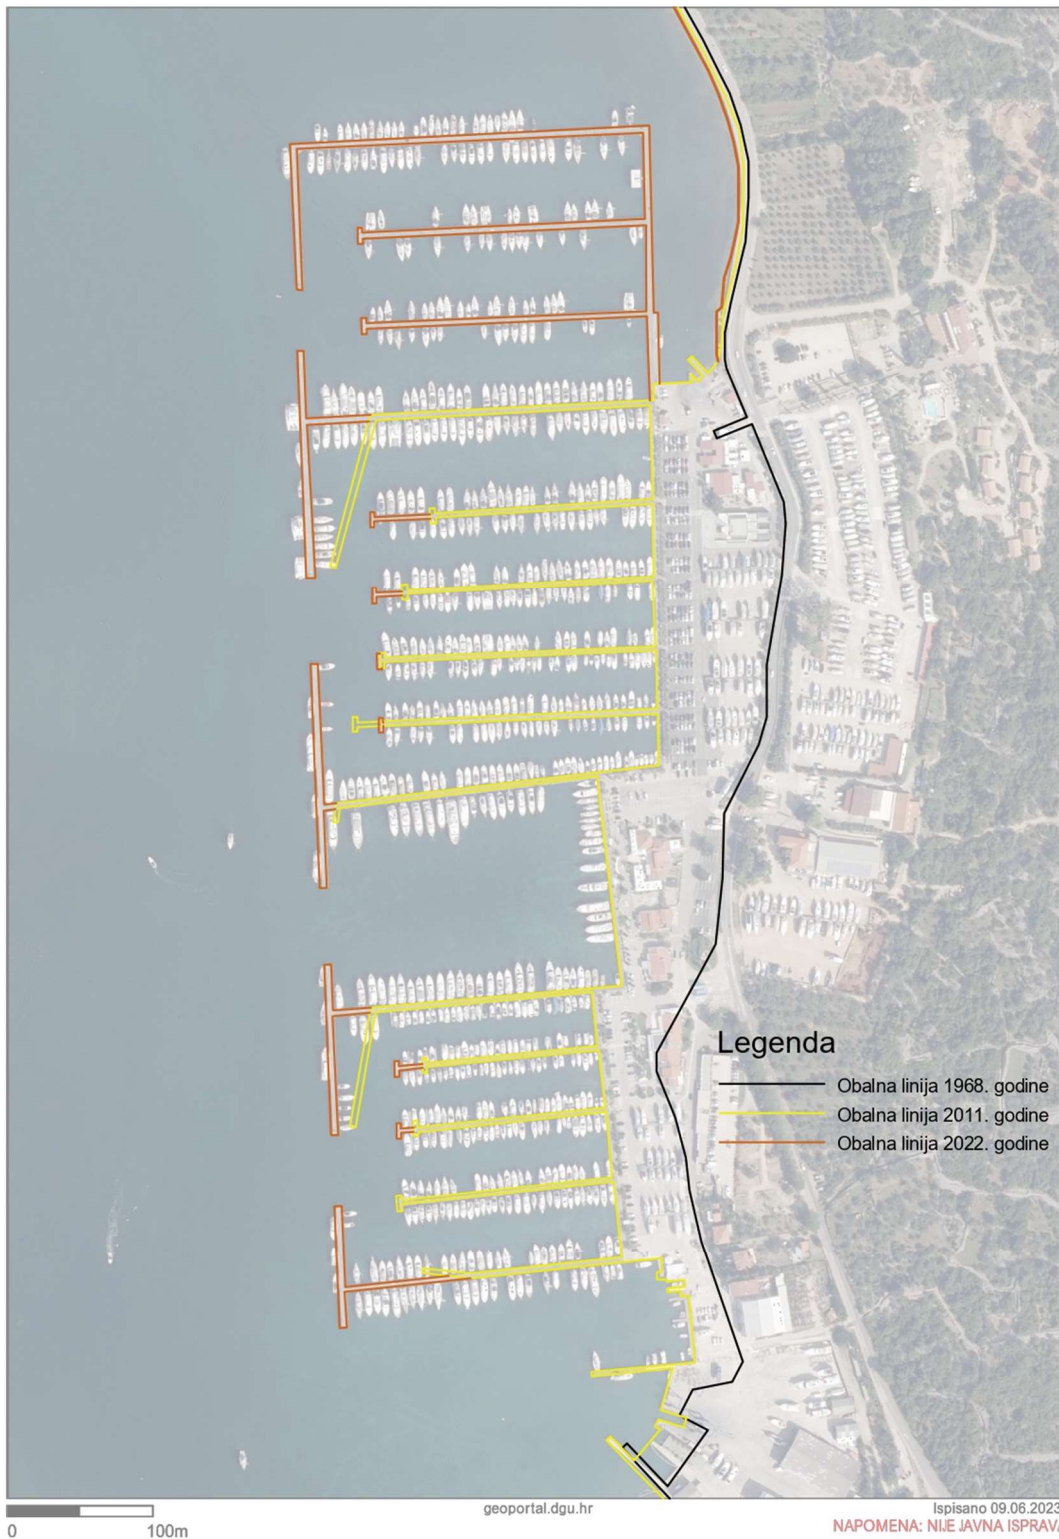 Legenda
Obalna linija 1968. godine
Obalna linija 2011. godine
Obalna linija 2022. godine
0 100m
geoportal.dgu.hr
Ispisano 09.06.2023
NAPOMENA: NIJE JAVNA ISPRAV